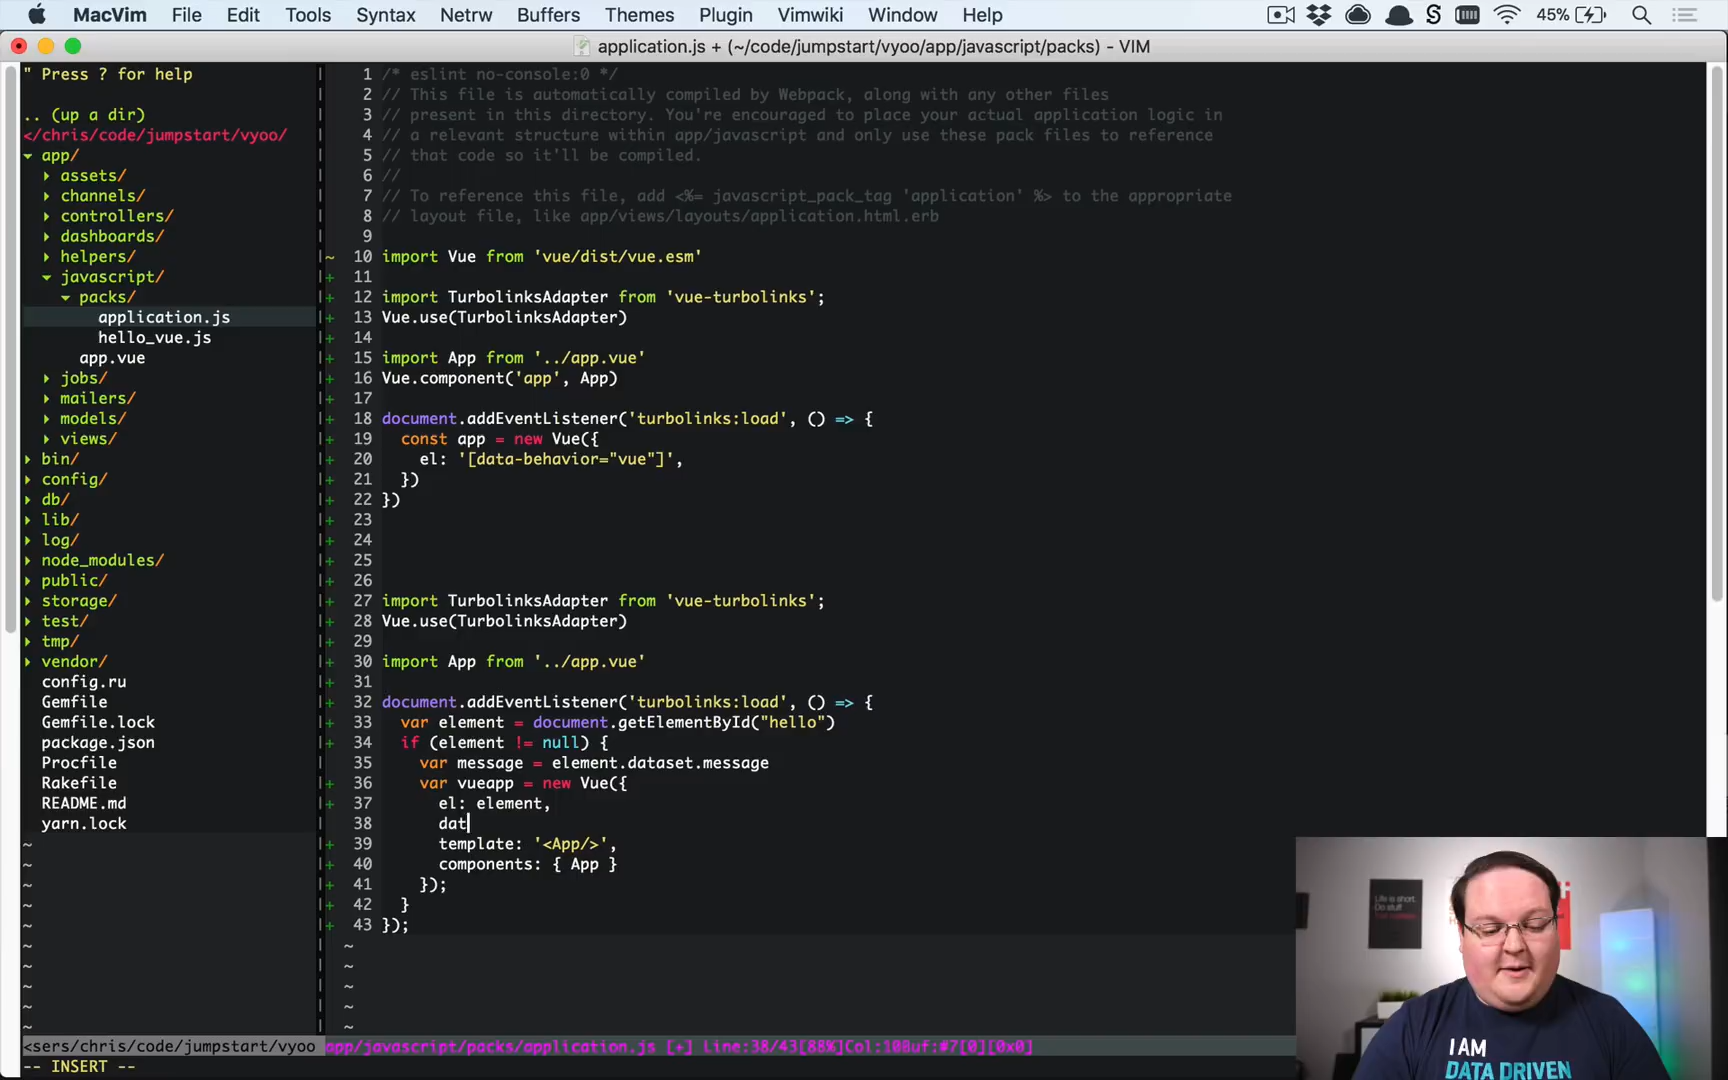 MacVim File Edit Tools Syntax Netrw Buffers Themes Plugin Vimwiki Window Help 45%
application.js + (~/code/jumpstart/vyoo/app/javascript/packs) - VIM
" Press ? for help
.. (up a dir)
</chris/code/jumpstart/vyoo/
▾ app/
▸ assets/
▸ channels/
▸ controllers/
▸ dashboards/
▸ helpers/
▾ javascript/
▾ packs/
application.js
hello_vue.js
app.vue
▸ jobs/
▸ mailers/
▸ models/
▸ views/
▸ bin/
▸ config/
▸ db/
▸ lib/
▸ log/
▸ node_modules/
▸ public/
▸ storage/
▸ test/
▸ tmp/
▸ vendor/
config.ru
Gemfile
Gemfile.lock
package.json
Procfile
Rakefile
README.md
yarn.lock
1 /* eslint no-console:0 */
2 // This file is automatically compiled by Webpack, along with any other files
3 // present in this directory. You're encouraged to place your actual application logic in
4 // a relevant structure within app/javascript and only use these pack files to reference
5 // that code so it'll be compiled.
6 //
7 // To reference this file, add <%= javascript_pack_tag 'application' %> to the appropriate
8 // layout file, like app/views/layouts/application.html.erb
9
~ 10 import Vue from 'vue/dist/vue.esm'
+ 11
+ 12 import TurbolinksAdapter from 'vue-turbolinks';
+ 13 Vue.use(TurbolinksAdapter)
+ 14
+ 15 import App from '../app.vue'
+ 16 Vue.component('app', App)
+ 17
+ 18 document.addEventListener('turbolinks:load', () => {
+ 19 const app = new Vue({
+ 20 el: '[data-behavior="vue"]',
+ 21 })
+ 22 })
+ 23
+ 24
+ 25
+ 26
+ 27 import TurbolinksAdapter from 'vue-turbolinks';
+ 28 Vue.use(TurbolinksAdapter)
+ 29
+ 30 import App from '../app.vue'
+ 31
+ 32 document.addEventListener('turbolinks:load', () => {
+ 33 var element = document.getElementById("hello")
+ 34 if (element != null) {
+ 35 var message = element.dataset.message
+ 36 var vueapp = new Vue({
+ 37 el: element,
+ 38 dat
+ 39 template: '<App/>',
+ 40 components: { App }
+ 41 });
+ 42 }
+ 43 });
<sers/chris/code/jumpstart/vyoo app/javascript/packs/application.js [+] Line:38/43[88%]Col:10Buf:#7[0][0x0]
-- INSERT --
Life is short.
Do stuff
I AM
DATA DRIVEN